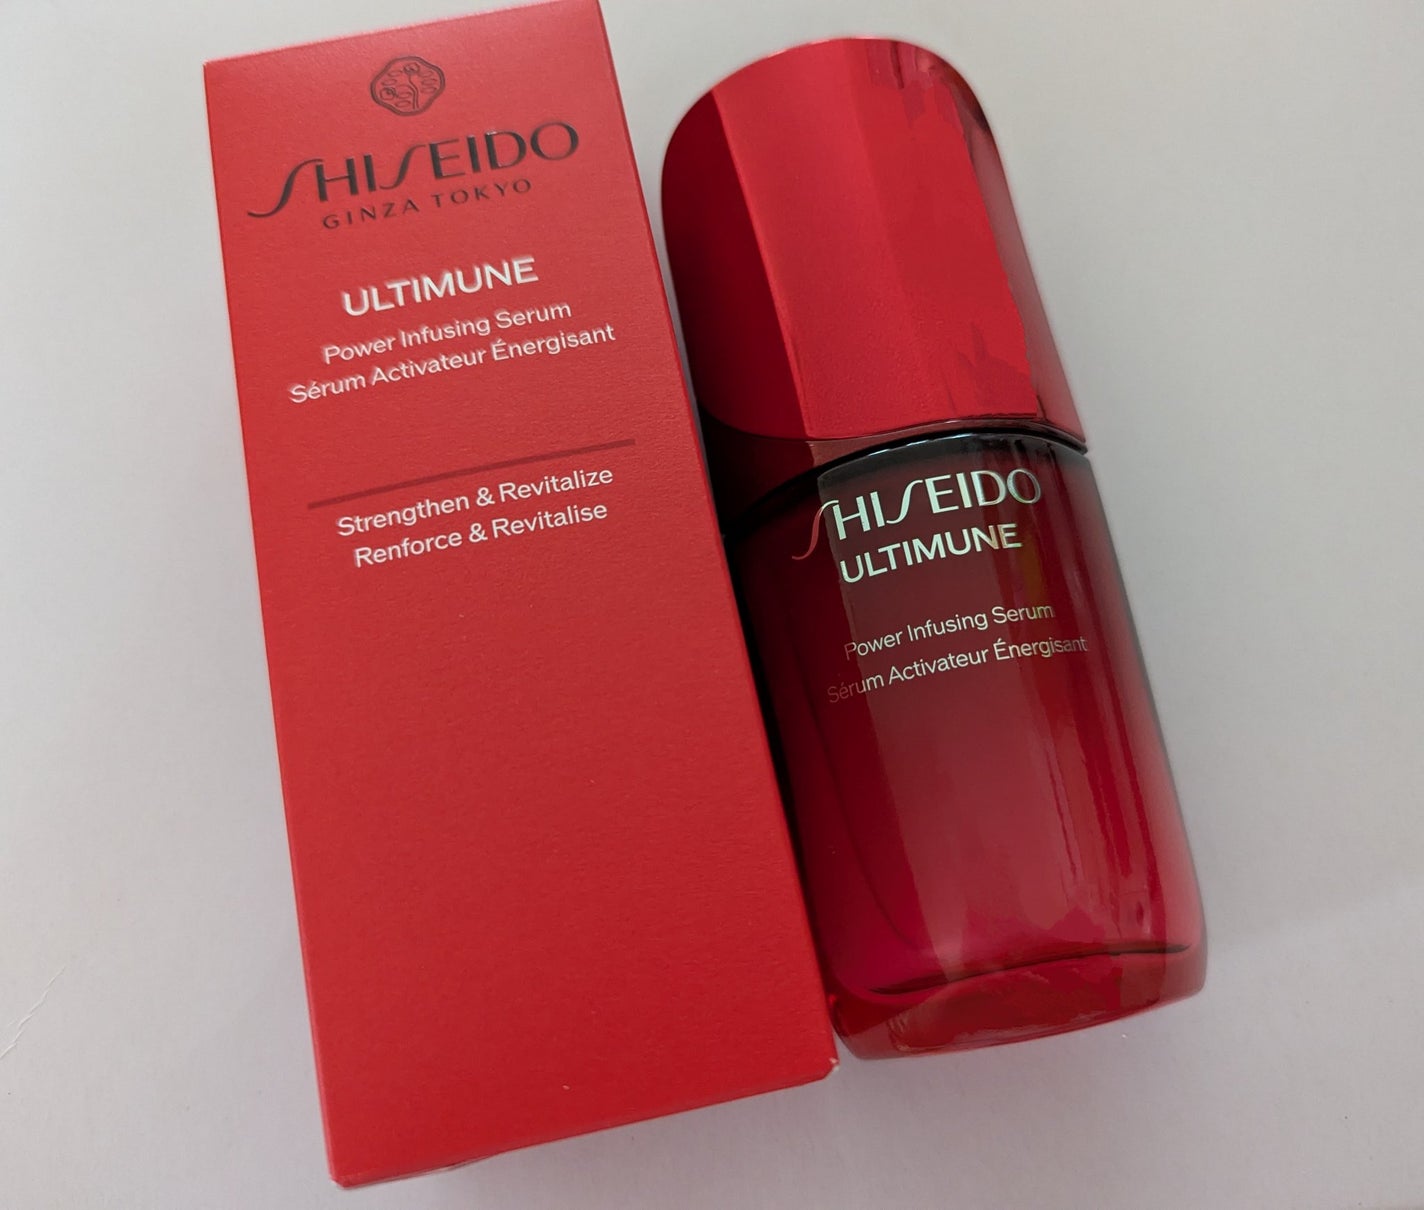 SHISEIDO
GINZA TOKYO
ULTIMUNE
Power Infusing Serum
Sérum Activateur Énergisant
Strengthen & Revitalize
Renforce & Revitalise
SHISEIDO
ULTIMUNE
Power Infusing Serum
Sérum Activateur Énergisant